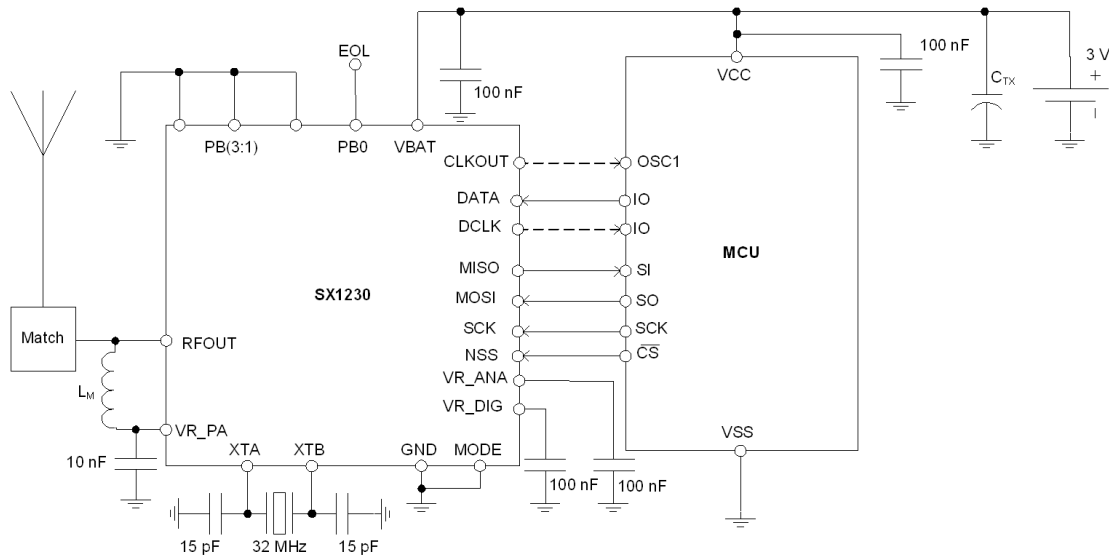 EOL
100 nF
VCC
100 nF
C_TX
3 V
+
PB(3:1)
PB0
VBAT
CLKOUT
OSC1
DATA
IO
DCLK
IO
MCU
MISO
SI
SX1230
MOSI
SO
Match
RFOUT
SCK
SCK
NSS
C̅S̅
L_M
VR_ANA
VR_DIG
VR_PA
VSS
10 nF
XTA
XTB
GND
MODE
100 nF
100 nF
15 pF
32 MHz
15 pF